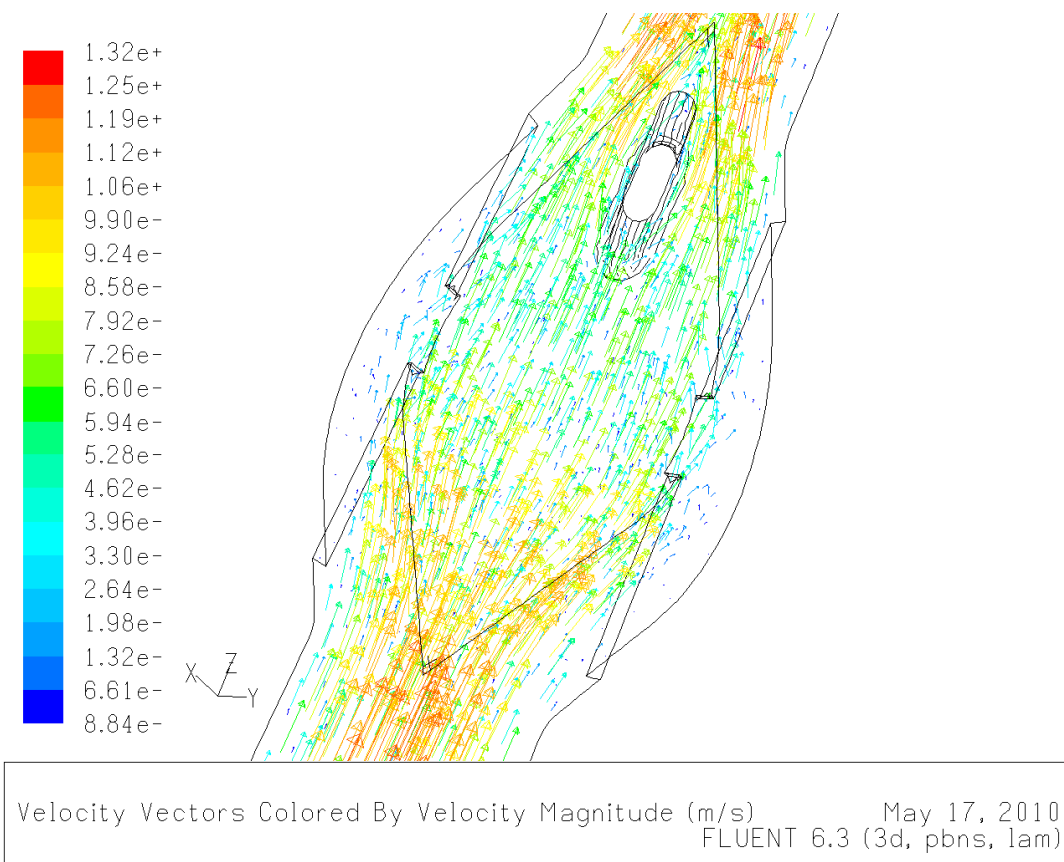 1.32e+
1.25e+
1.19e+
1.12e+
1.06e+
9.90e-
9.24e-
8.58e-
7.92e-
7.26e-
6.60e-
5.94e-
5.28e-
4.62e-
3.96e-
3.30e-
2.64e-
1.98e-
1.32e-
6.61e-
8.84e-
X Z Y
Velocity Vectors Colored By Velocity Magnitude (m/s) May 17, 2010
FLUENT 6.3 (3d, pbns, lam)